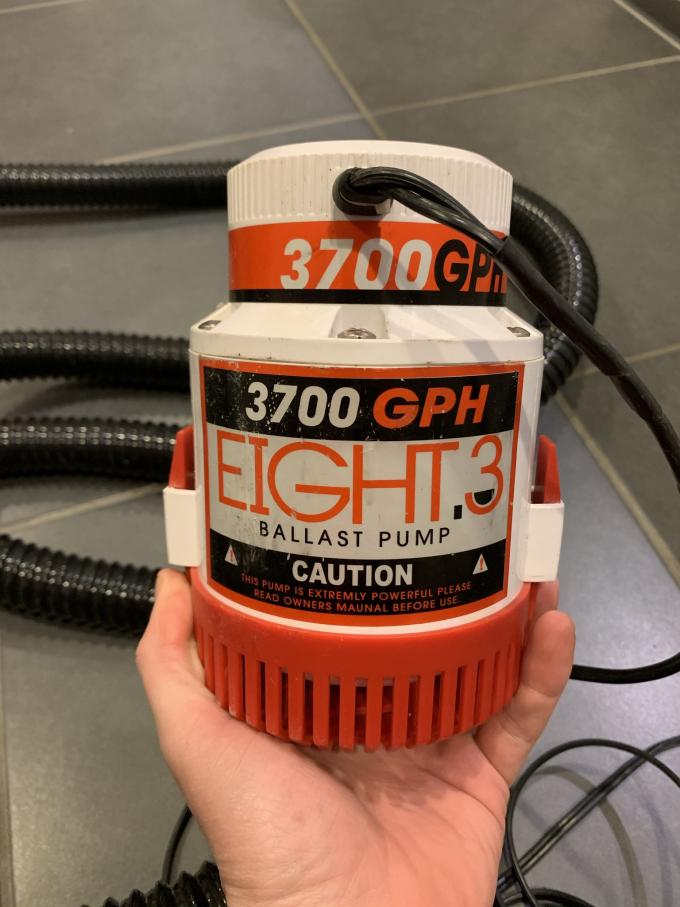 3700GPH
3700 GPH
EIGHT.3
BALLAST PUMP
CAUTION
THIS PUMP IS EXTREMLY POWERFUL PLEASE
READ OWNERS MAUNAL BEFORE USE.